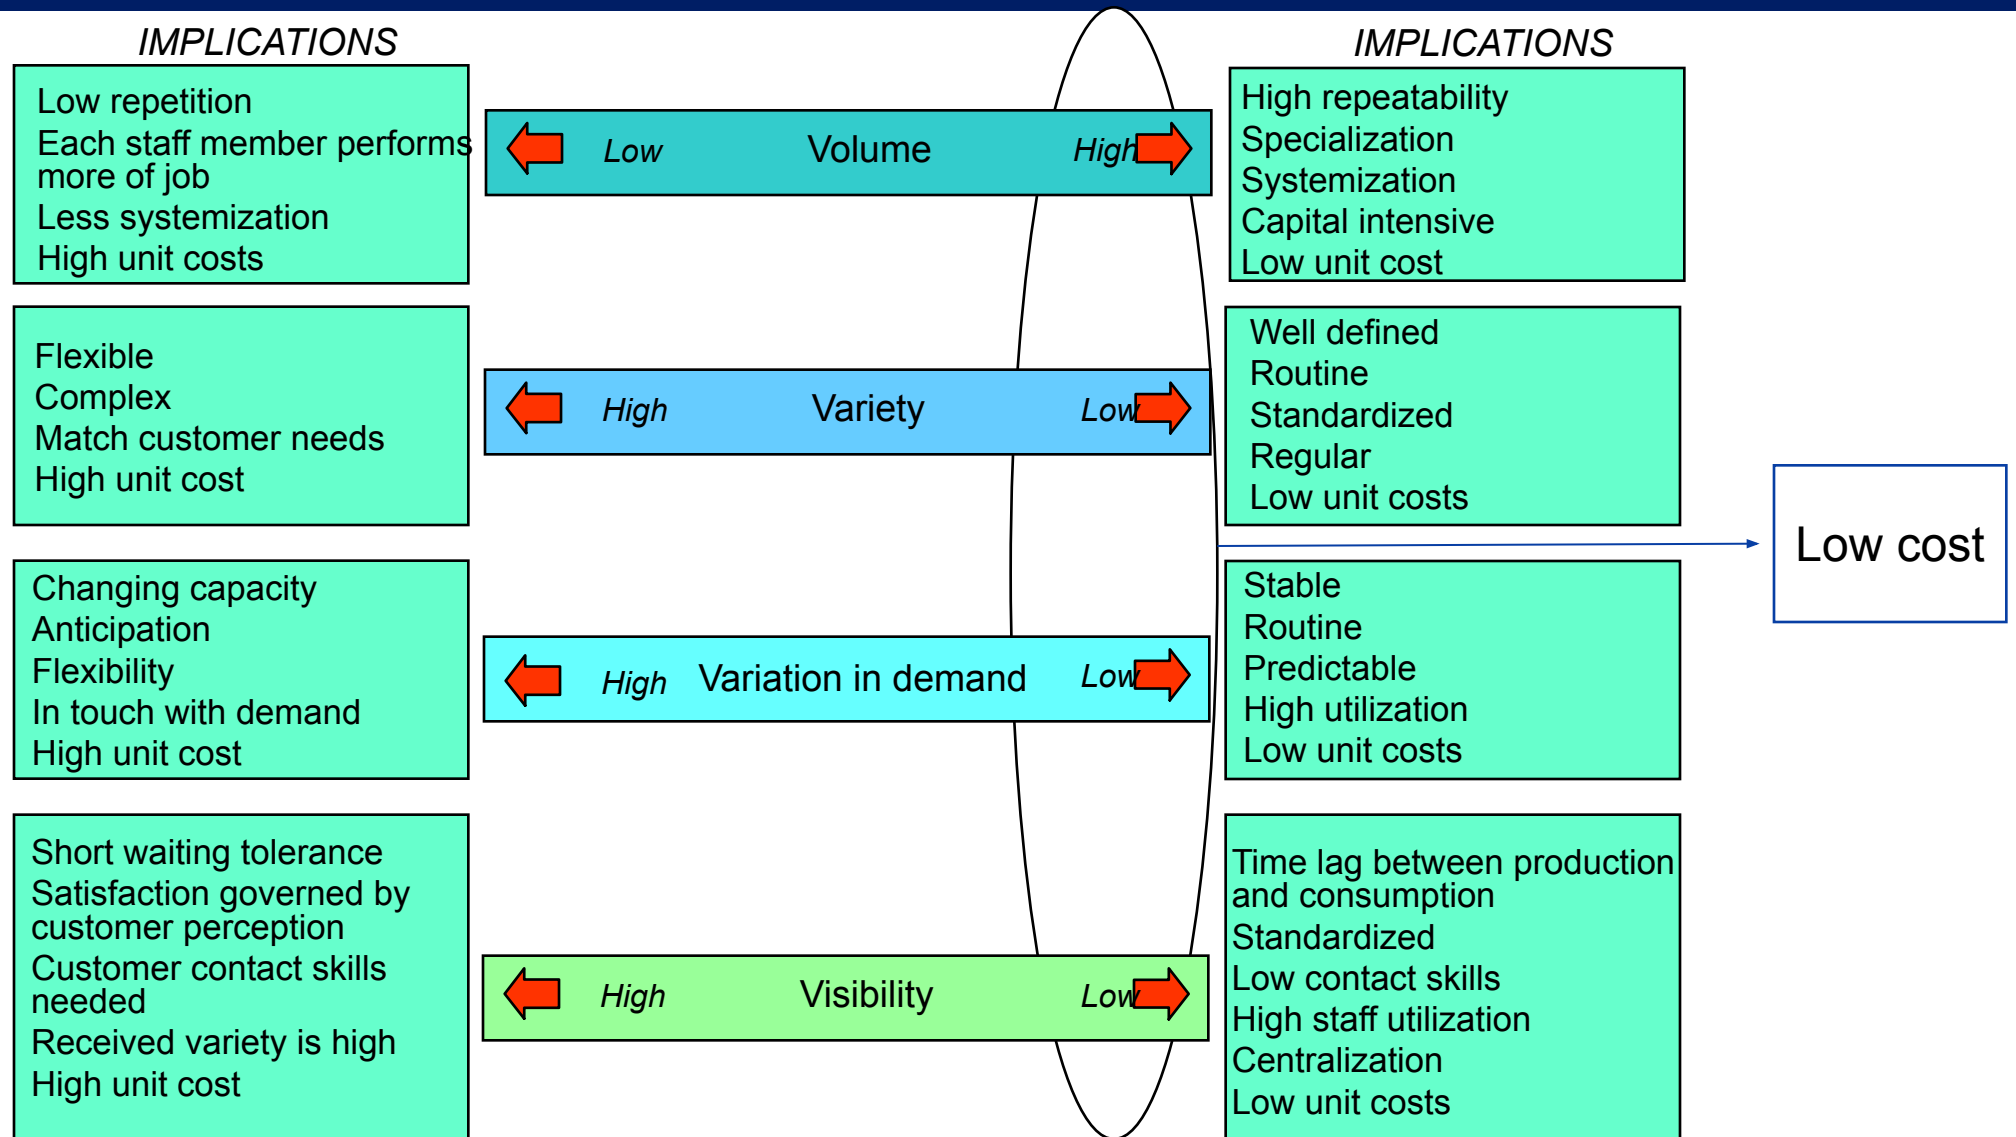 IMPLICATIONS
IMPLICATIONS
Low repetition
Each staff member performs
more of job
Less systemization
High unit costs
Low
Volume
High
High repeatability
Specialization
Systemization
Capital intensive
Low unit cost
Flexible
Complex
Match customer needs
High unit cost
High
Variety
Low
Well defined
Routine
Standardized
Regular
Low unit costs
Low cost
Changing capacity
Anticipation
Flexibility
In touch with demand
High unit cost
High
Variation in demand
Low
Stable
Routine
Predictable
High utilization
Low unit costs
Short waiting tolerance
Satisfaction governed by
customer perception
Customer contact skills
needed
Received variety is high
High unit cost
High
Visibility
Low
Time lag between production
and consumption
Standardized
Low contact skills
High staff utilization
Centralization
Low unit costs